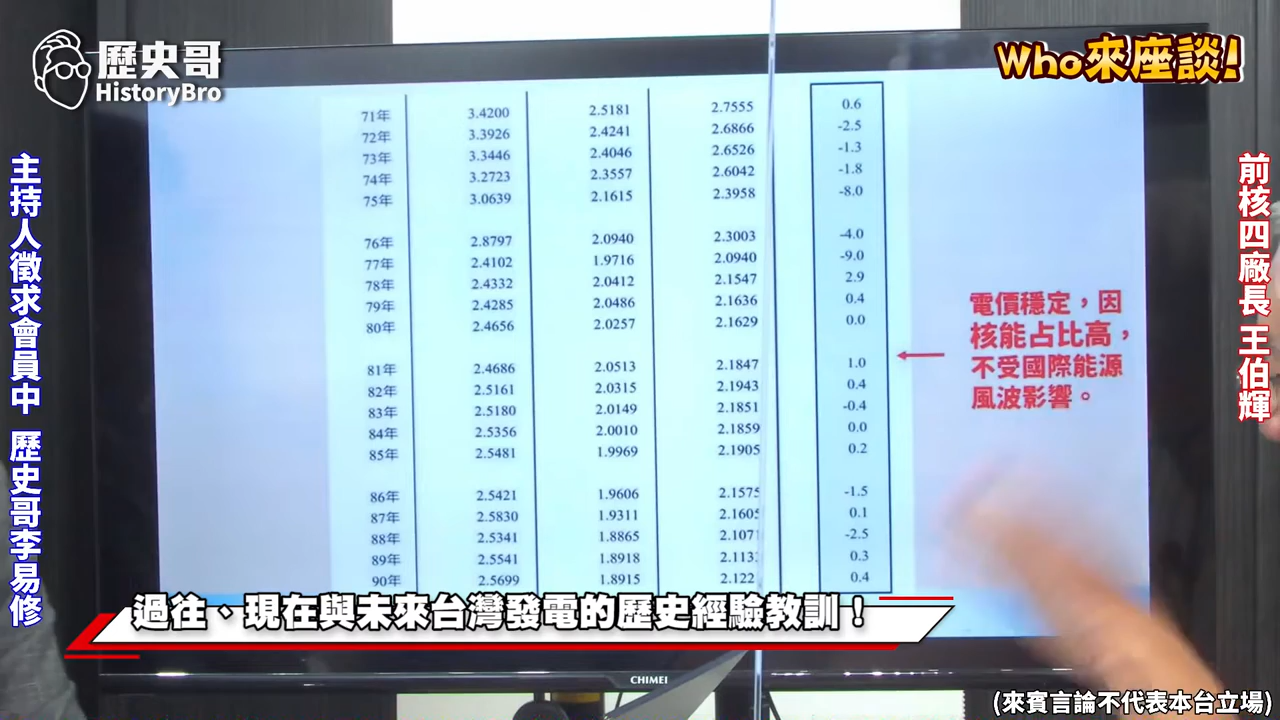 歷史哥
HistoryBro
Who來座談!
主持人徵求會員中 歷史哥李易修
前核四廠長 王伯輝
71年 3.4200 2.5181 2.7555 0.6
72年 3.3926 2.4241 2.6866 -2.5
73年 3.3446 2.4046 2.6526 -1.3
74年 3.2723 2.3557 2.6042 -1.8
75年 3.0639 2.1615 2.3958 -8.0
76年 2.8797 2.0940 2.3003 -4.0
77年 2.4102 1.9716 2.0940 -9.0
78年 2.4332 2.0412 2.1547 2.9
79年 2.4285 2.0486 2.1636 0.4
80年 2.4656 2.0257 2.1629 0.0
81年 2.4686 2.0513 2.1847 1.0
82年 2.5161 2.0315 2.1943 0.4
83年 2.5180 2.0149 2.1851 -0.4
84年 2.5356 2.0010 2.1859 0.0
85年 2.5481 1.9969 2.1905 0.2
86年 2.5421 1.9606 2.1575 -1.5
87年 2.5830 1.9311 2.1605 0.1
88年 2.5341 1.8865 2.1071 -2.5
89年 2.5541 1.8918 0.3
90年 2.5699 1.8915 0.4
電價穩定，因
核能占比高，
不受國際能源
風波影響。
過往、現在與未來台灣發電的歷史經驗教訓！
CHIMEI
(來賓言論不代表本台立場)